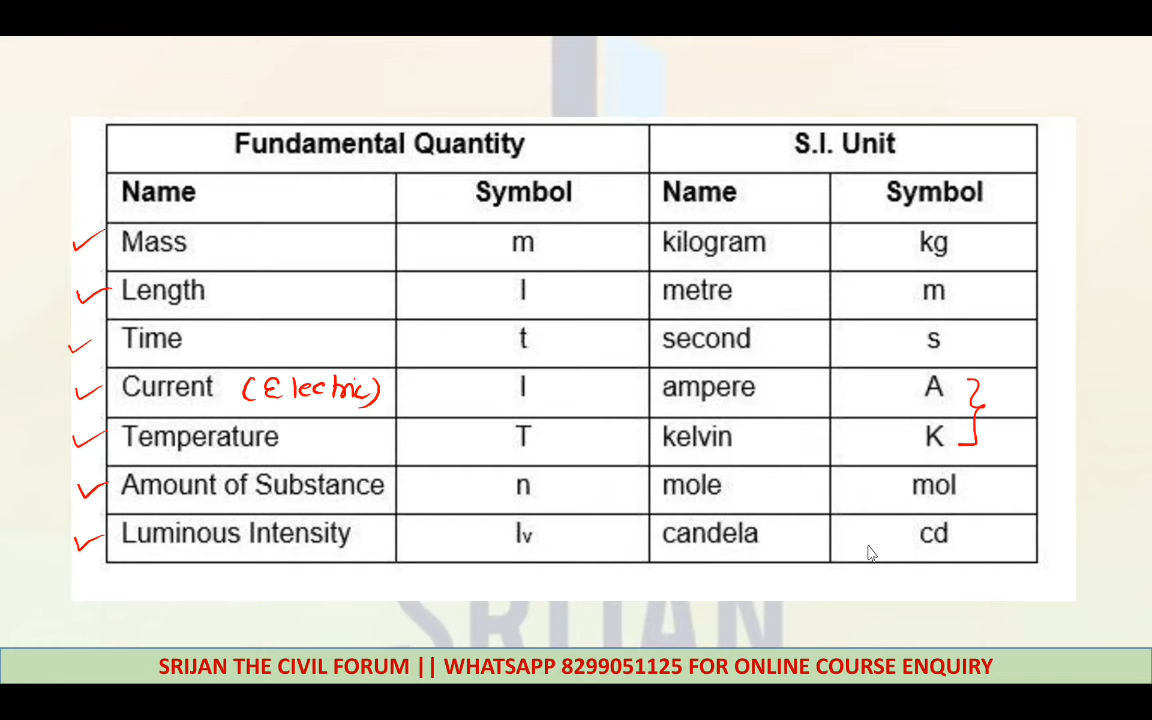 Fundamental Quantity S.I. Unit
Name Symbol Name Symbol
Mass m kilogram kg
Length l metre m
Time t second s
Current (Electric) I ampere A
Temperature T kelvin K
Amount of Substance n mole mol
Luminous Intensity Iv candela cd
SRIJAN
SRIJAN THE CIVIL FORUM || WHATSAPP 8299051125 FOR ONLINE COURSE ENQUIRY